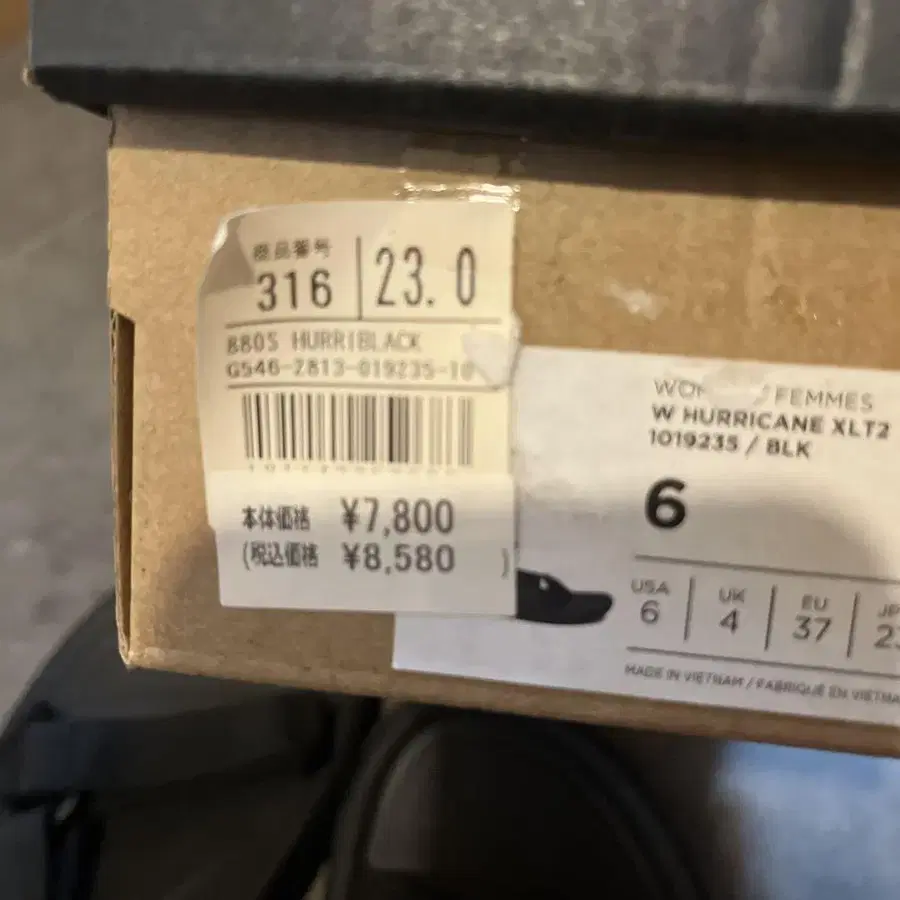 商品番号
316
23.0
880S HURRIBLACK
G546-2813-019235-10
本体価格 ¥7,800
(税込価格 ¥8,580 )
FEMMES
W HURRICANE XLT2
1019235 / BLK
6
USA
6
UK
4
EU
37
MADE IN VIETNAM / FABRIQUÉ EN